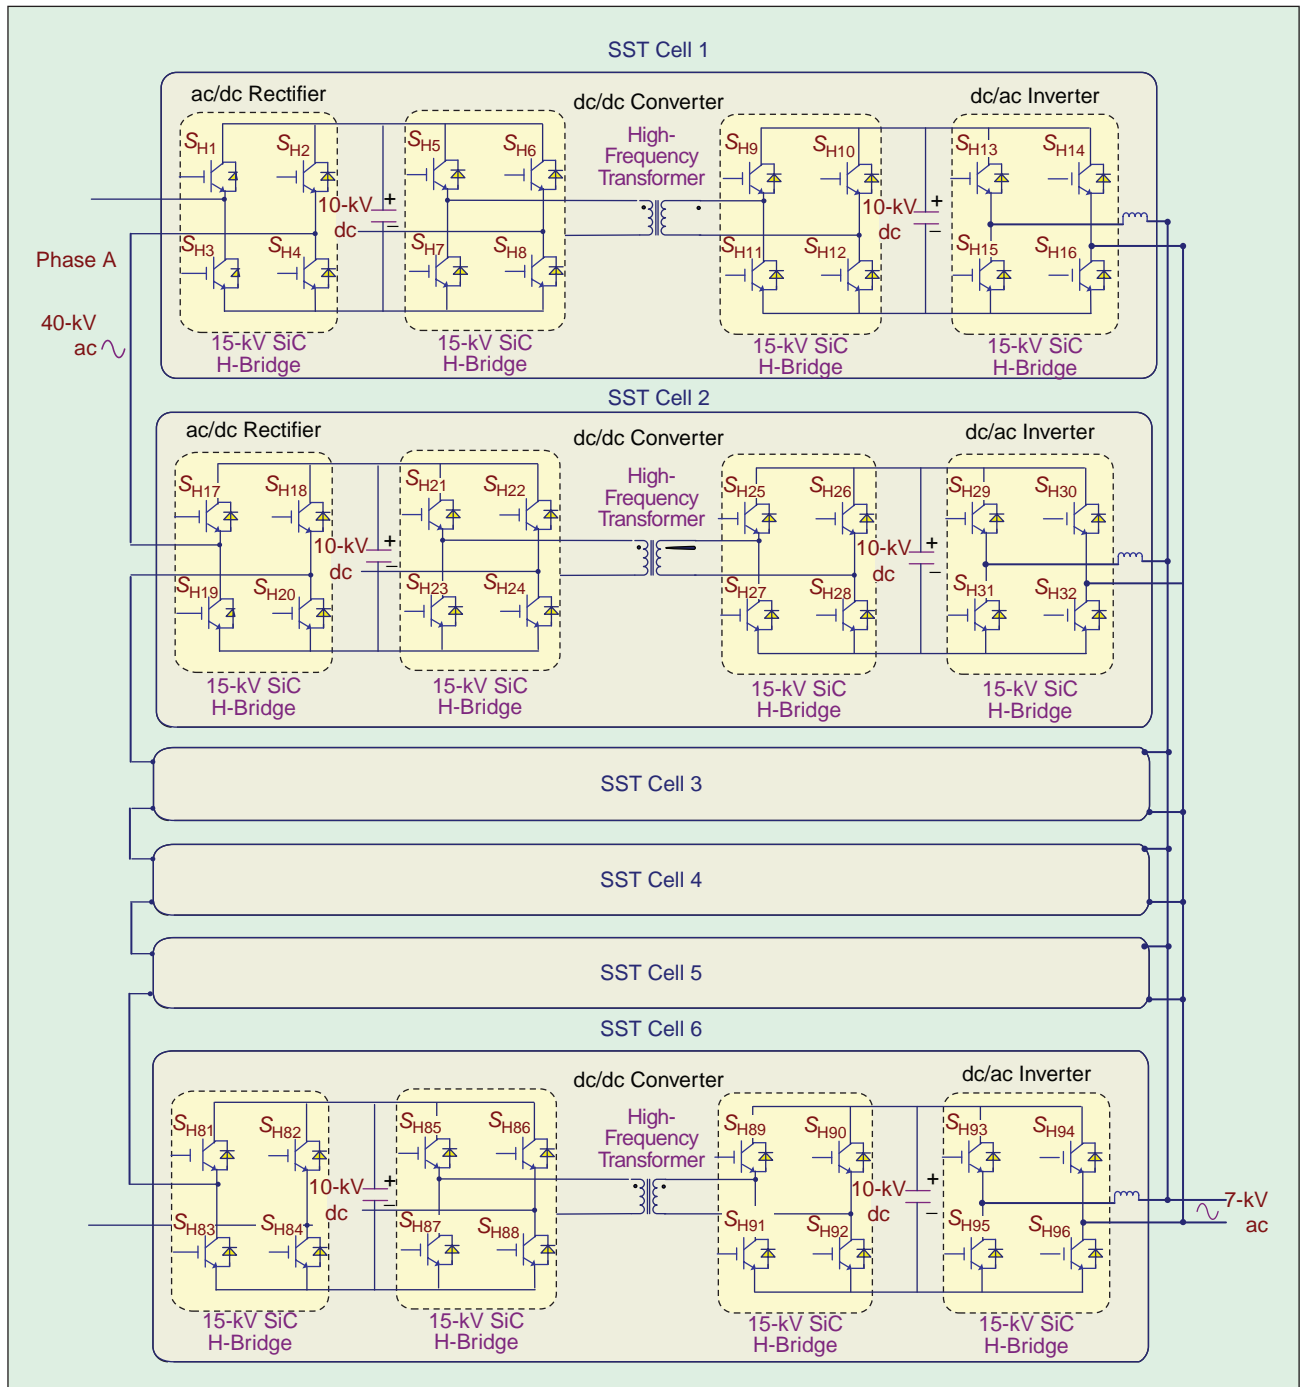 SST Cell 1
ac/dc Rectifier
dc/dc Converter
dc/ac Inverter
High-
Frequency
Transformer
SH1
SH2
SH5
SH6
SH9
SH10
SH13
SH14
10-kV
dc
+
−
10-kV
dc
+
−
SH3
SH4
SH7
SH8
SH11
SH12
SH15
SH16
Phase A
40-kV
ac
15-kV SiC
H-Bridge
15-kV SiC
H-Bridge
15-kV SiC
H-Bridge
15-kV SiC
H-Bridge
SST Cell 2
ac/dc Rectifier
dc/dc Converter
dc/ac Inverter
High-
Frequency
Transformer
SH17
SH18
SH21
SH22
SH25
SH26
SH29
SH30
10-kV
dc
+
−
10-kV
dc
+
−
SH19
SH20
SH23
SH24
SH27
SH28
SH31
SH32
15-kV SiC
H-Bridge
15-kV SiC
H-Bridge
15-kV SiC
H-Bridge
15-kV SiC
H-Bridge
SST Cell 3
SST Cell 4
SST Cell 5
SST Cell 6
dc/dc Converter
dc/ac Inverter
High-
Frequency
Transformer
SH81
SH82
SH85
SH86
SH89
SH90
SH93
SH94
10-kV
dc
+
−
10-kV
dc
+
−
7-kV
ac
SH83
SH84
SH87
SH88
SH91
SH92
SH95
SH96
15-kV SiC
H-Bridge
15-kV SiC
H-Bridge
15-kV SiC
H-Bridge
15-kV SiC
H-Bridge